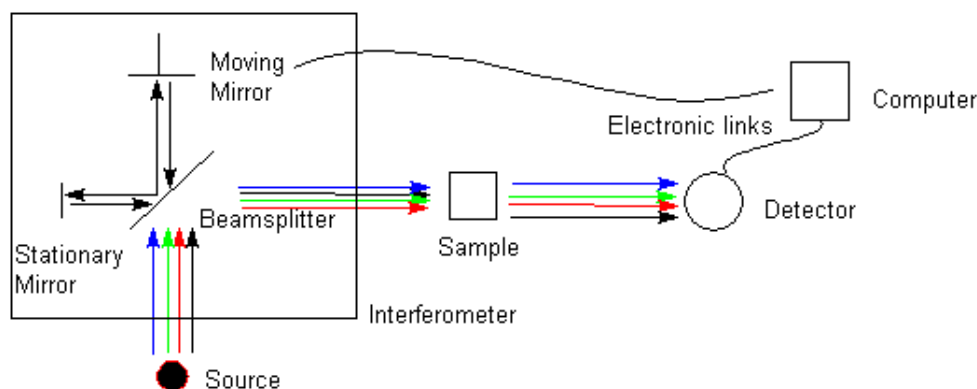 Moving
Mirror
Computer
Electronic links
Beamsplitter
Detector
Sample
Stationary
Mirror
Interferometer
Source